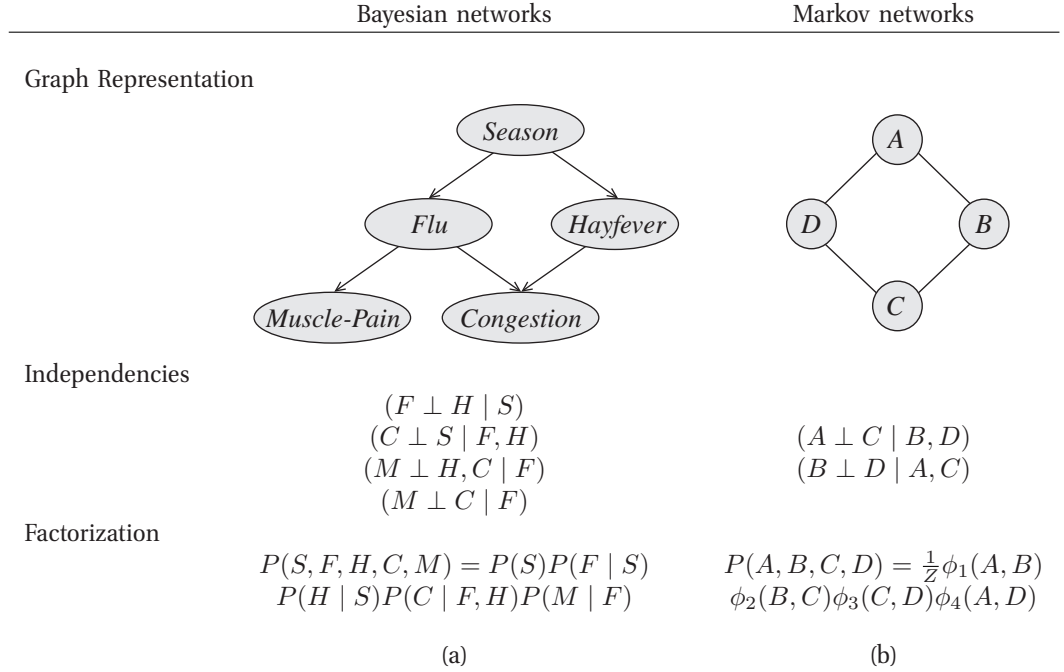 Bayesian networks Markov networks
Graph Representation
Season
A
Flu
Hayfever
D
B
Muscle-Pain
Congestion
C
Independencies
(F ⊥ H | S)
(C ⊥ S | F, H)
(A ⊥ C | B, D)
(M ⊥ H, C | F)
(B ⊥ D | A, C)
(M ⊥ C | F)
Factorization
P(S, F, H, C, M) = P(S)P(F | S)
P(A, B, C, D) = 1/Z ϕ₁(A, B)
P(H | S)P(C | F, H)P(M | F)
ϕ₂(B, C)ϕ₃(C, D)ϕ₄(A, D)
(a)
(b)